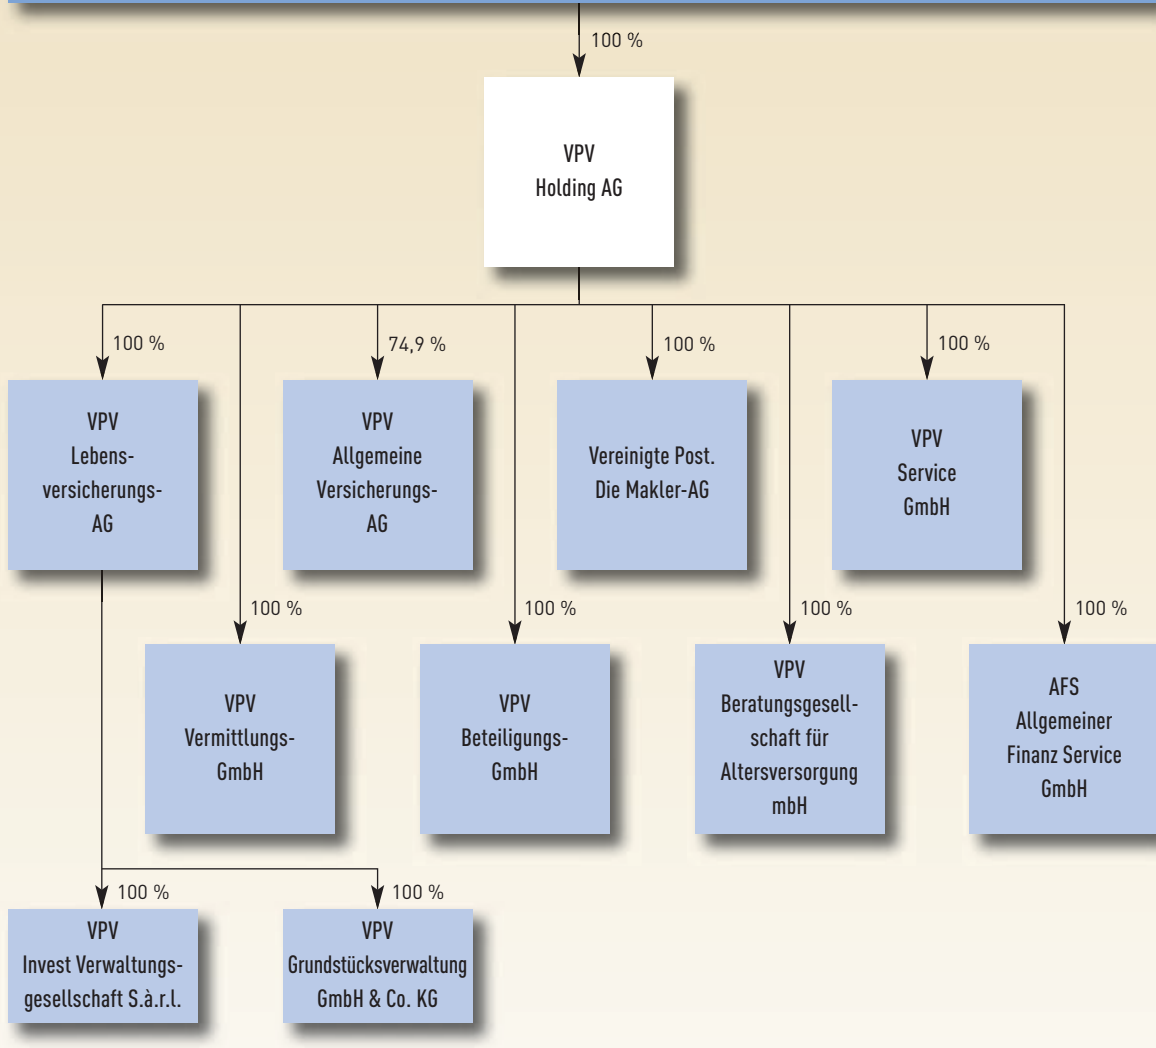 100 %
VPV
Holding AG
100 %
74,9 %
100 %
100 %
VPV
Lebens-
versicherungs-
AG
VPV
Allgemeine
Versicherungs-
AG
Vereinigte Post.
Die Makler-AG
VPV
Service
GmbH
100 %
100 %
100 %
100 %
VPV
Vermittlungs-
GmbH
VPV
Beteiligungs-
GmbH
VPV
Beratungsgesell-
schaft für
Altersversorgung
mbH
AFS
Allgemeiner
Finanz Service
GmbH
100 %
100 %
VPV
Invest Verwaltungs-
gesellschaft S.à.r.l.
VPV
Grundstücksverwaltung
GmbH & Co. KG